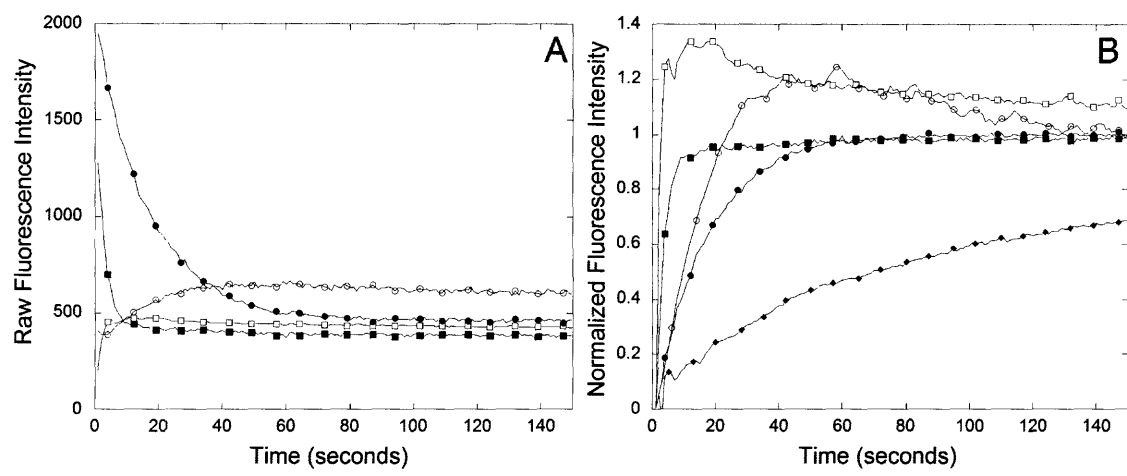 A
Raw Fluorescence Intensity
2000
1500
1000
500
0
0 20 40 60 80 100 120 140
Time (seconds)
B
Normalized Fluorescence Intensity
1.4
1.2
1
0.8
0.6
0.4
0.2
0
0 20 40 60 80 100 120 140
Time (seconds)